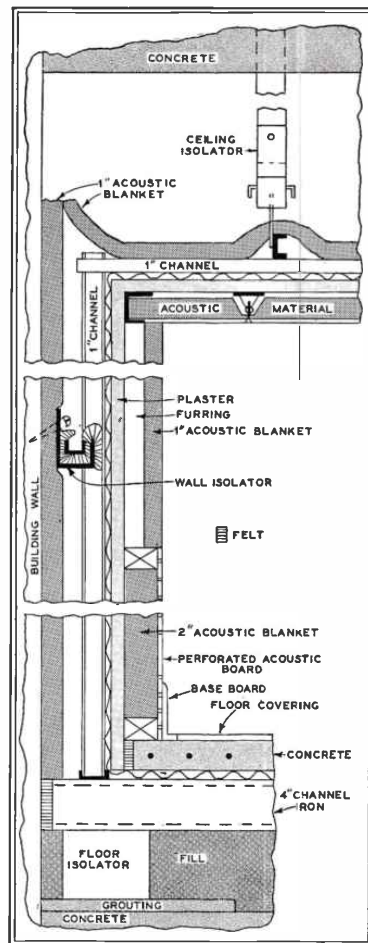 CONCRETE
CEILING
ISOLATOR
1" ACOUSTIC
BLANKET
1" CHANNEL
1" CHANNEL
ACOUSTIC MATERIAL
PLASTER
FURRING
1" ACOUSTIC BLANKET
WALL ISOLATOR
BUILDING WALL
FELT
2" ACOUSTIC BLANKET
PERFORATED ACOUSTIC
BOARD
BASE BOARD
FLOOR COVERING
CONCRETE
4" CHANNEL
IRON
FLOOR
ISOLATOR
FILL
GROUTING
CONCRETE